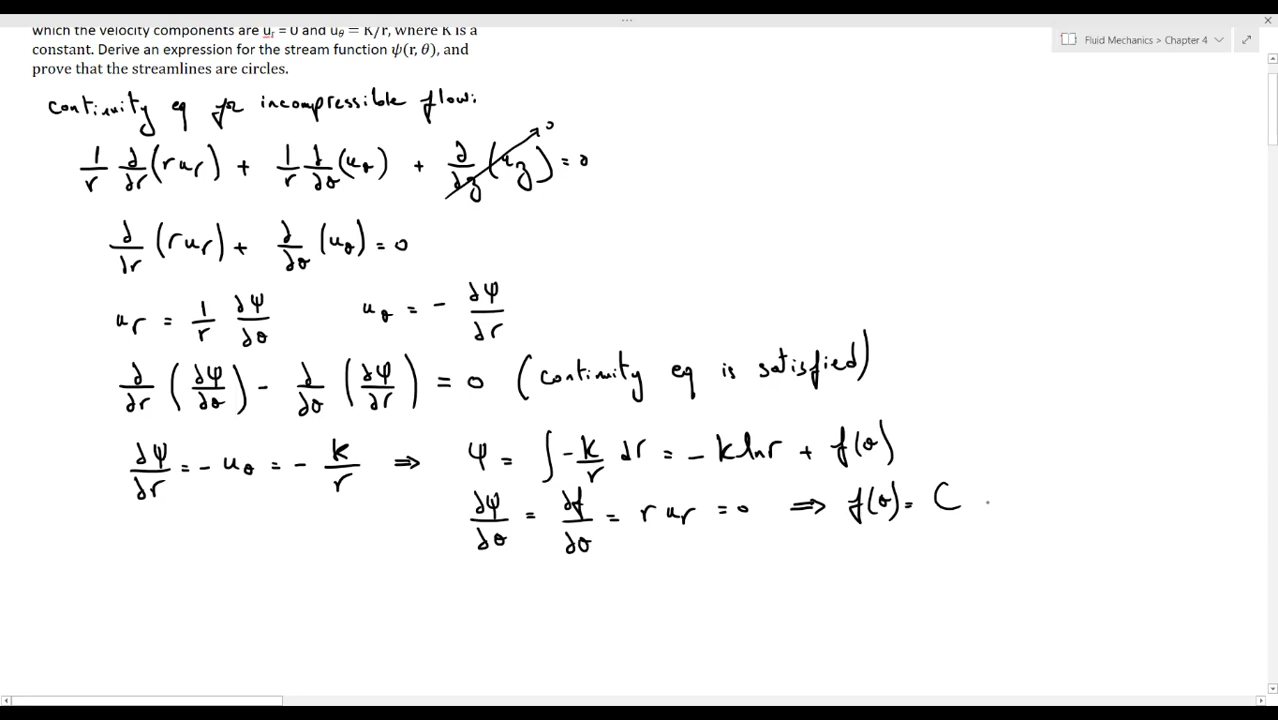 which the velocity components are uᵣ = 0 and u_θ = K/r, where K is a
constant. Derive an expression for the stream function ψ(r, θ), and
prove that the streamlines are circles.
Fluid Mechanics > Chapter 4
continuity eq for incompressible flow:
1/r ∂/∂r (r u_r) + 1/r ∂/∂θ (u_θ) + ∂/∂z (u_z) = 0
0
∂/∂r (r u_r) + ∂/∂θ (u_θ) = 0
u_r = 1/r ∂ψ/∂θ u_θ = - ∂ψ/∂r
∂/∂r (∂ψ/∂θ) - ∂/∂θ (∂ψ/∂r) = 0 (continuity eq is satisfied)
∂ψ/∂r = - u_θ = - k/r ⇒ ψ = ∫ -k/r dr = - k ln r + f(θ)
∂ψ/∂θ = ∂f/∂θ = r u_r = 0 ⇒ f(θ) = C